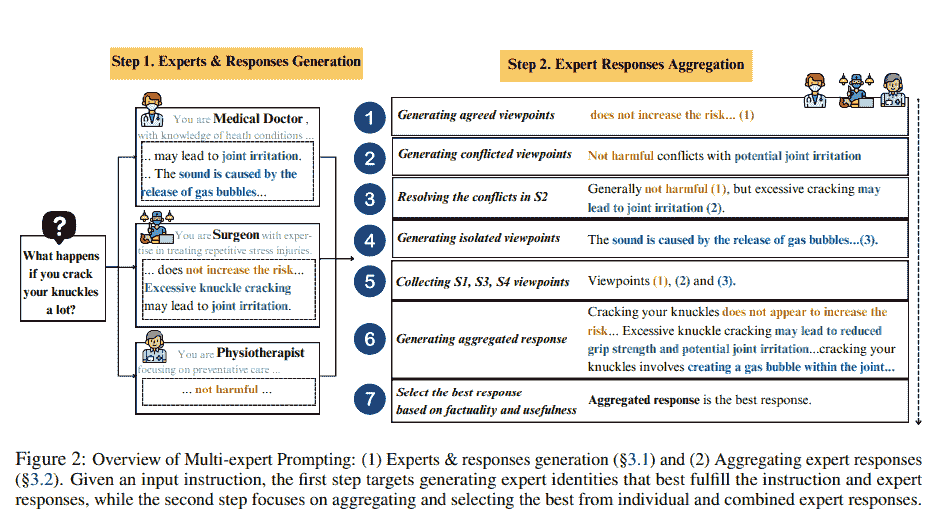 Step 1. Experts & Responses Generation
Step 2. Expert Responses Aggregation
?
What happens
if you crack
your knuckles
a lot?
You are Medical Doctor ,
with knowledge of heath conditions ...
... may lead to joint irritation.
... The sound is caused by the
release of gas bubbles...
You are Surgeon with exper-
tise in treating repetitive stress injuries.
... does not increase the risk...
Excessive knuckle cracking
may lead to joint irritation.
You are Physiotherapist
focusing on preventative care ...
... not harmful ...
1 Generating agreed viewpoints does not increase the risk... (1)
2 Generating conflicted viewpoints Not harmful conflicts with potential joint irritation
3 Resolving the conflicts in S2 Generally not harmful (1), but excessive cracking may
lead to joint irritation (2).
4 Generating isolated viewpoints The sound is caused by the release of gas bubbles...(3).
5 Collecting S1, S3, S4 viewpoints Viewpoints (1), (2) and (3).
6 Generating aggregated response Cracking your knuckles does not appear to increase the
risk... Excessive knuckle cracking may lead to reduced
grip strength and potential joint irritation...cracking your
knuckles involves creating a gas bubble within the joint...
7 Select the best response
based on factuality and usefulness Aggregated response is the best response.
Figure 2: Overview of Multi-expert Prompting: (1) Experts & responses generation (§3.1) and (2) Aggregating expert responses
(§3.2). Given an input instruction, the first step targets generating expert identities that best fulfill the instruction and expert
responses, while the second step focuses on aggregating and selecting the best from individual and combined expert responses.